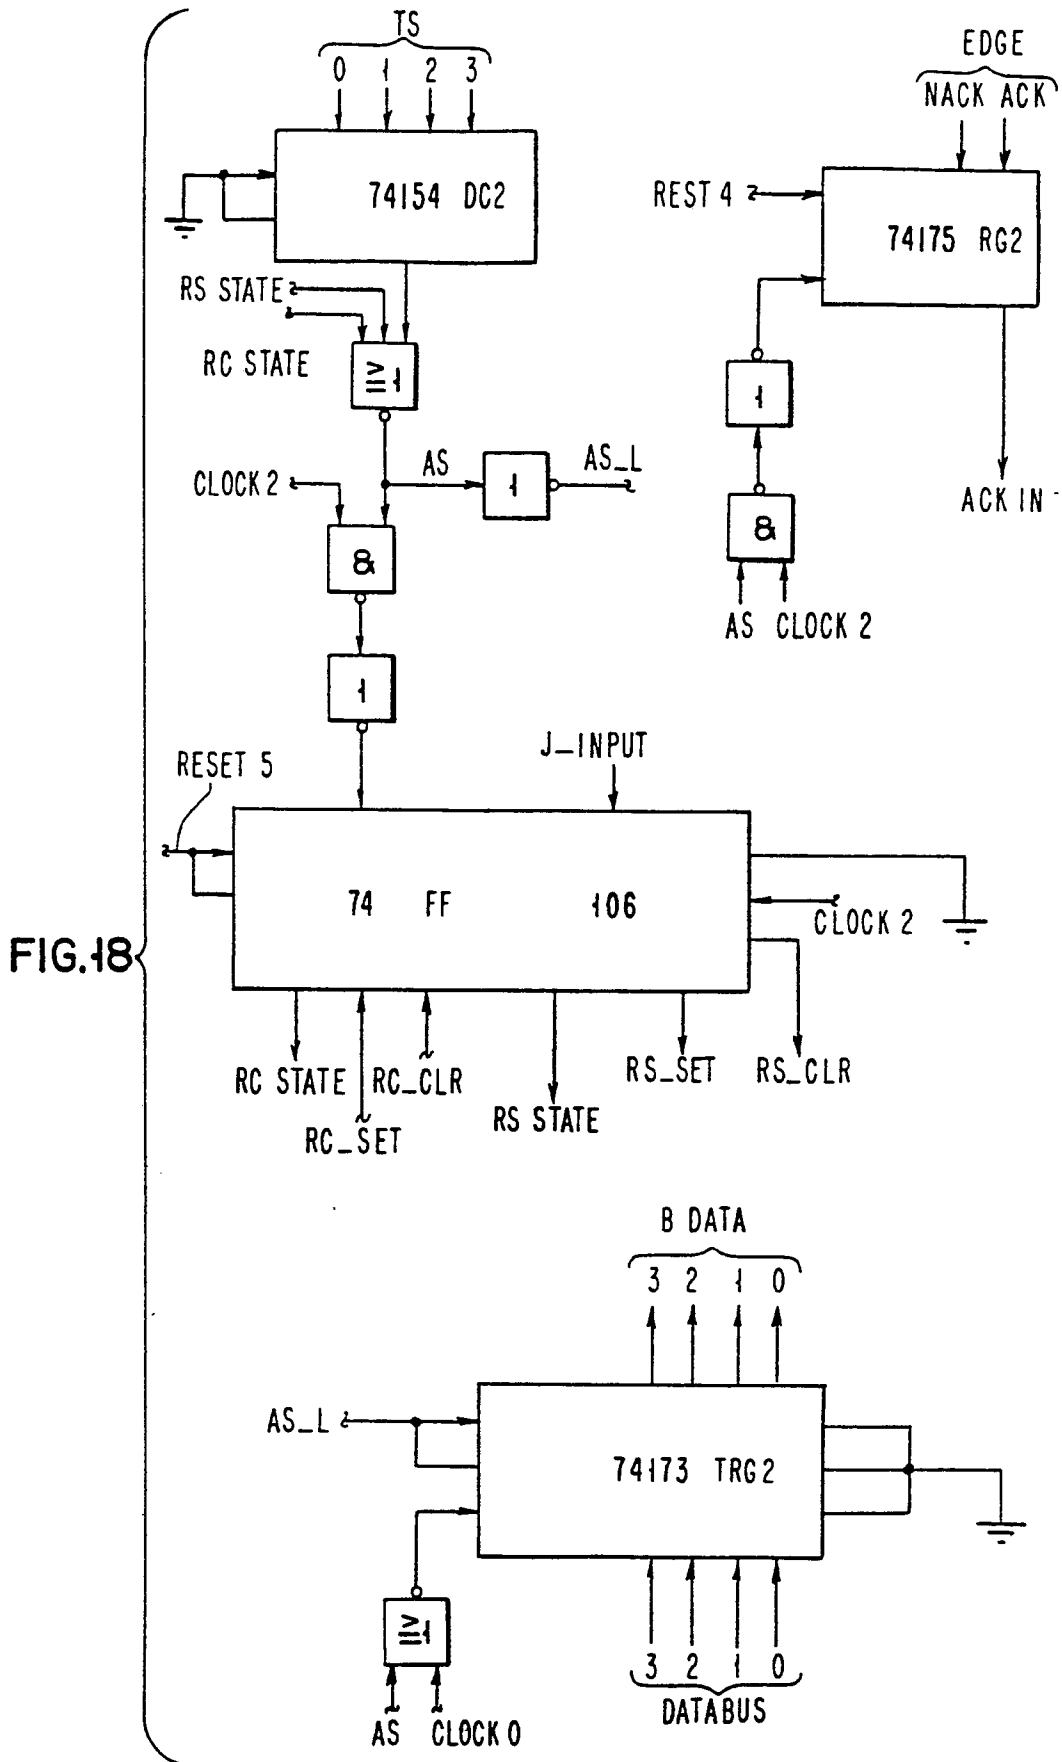 TS
0 1 2 3
74154 DC2
RS STATE
RC STATE
≥1
CLOCK 2
AS
1
AS_L
&
1
EDGE
NACK ACK
REST 4
74175 RG2
1
&
AS CLOCK 2
ACK IN
RESET 5
J-INPUT
74 FF 106
CLOCK 2
FIG.18
RC STATE
RC_SET
RC_CLR
RS STATE
RS_SET
RS_CLR
B DATA
3 2 1 0
AS_L
74173 TRG2
≥1
AS CLOCK 0
3 2 1 0
DATABUS